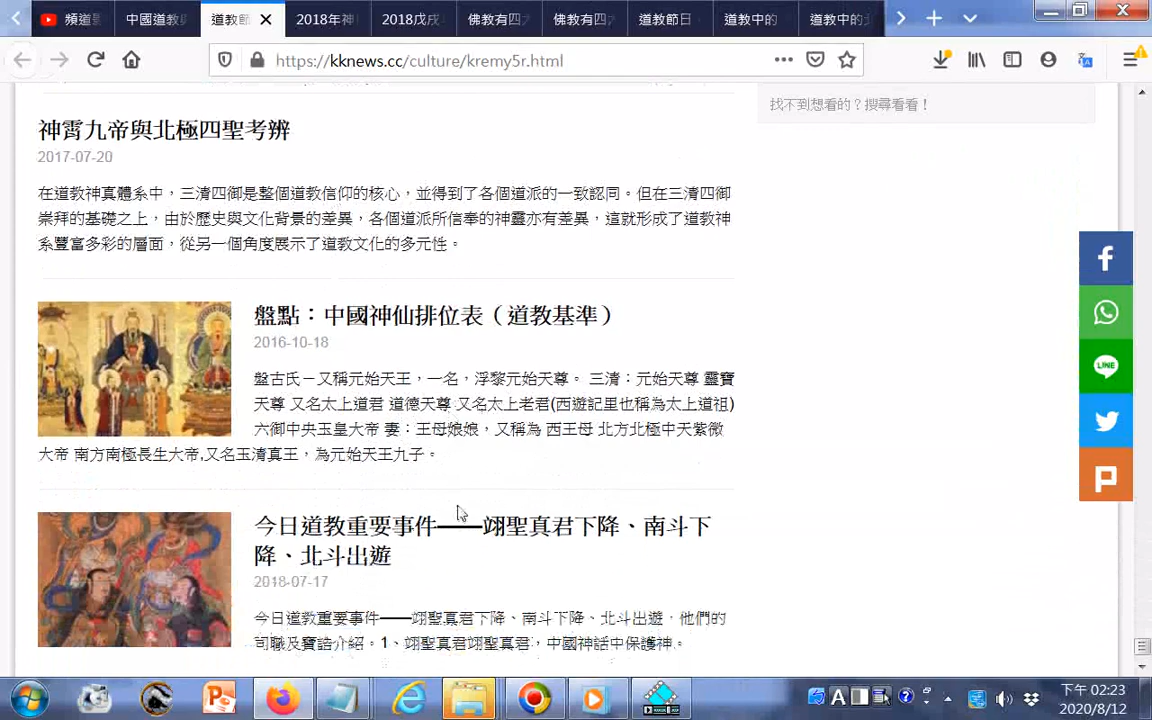 頻道
中國道教
道教節
2018年神
2018戊戌
佛教有四
佛教有四
道教節日
道教中的
道教中的
https://kknews.cc/culture/kremy5r.html
找不到想看的？搜尋看看！
神霄九帝與北極四聖考辨
2017-07-20
在道教神真體系中，三清四御是整個道教信仰的核心，並得到了各個道派的一致認同。但在三清四御
崇拜的基礎之上，由於歷史與文化背景的差異，各個道派所信奉的神靈亦有差異，這就形成了道教神
系豐富多彩的層面，從另一個角度展示了道教文化的多元性。
盤點：中國神仙排位表（道教基準）
2016-10-18
盤古氏－又稱元始天王，一名，浮黎元始天尊。 三清：元始天尊 靈寶
天尊 又名太上道君 道德天尊 又名太上老君(西遊記里也稱為太上道祖)
六御中央玉皇大帝 妻：王母娘娘，又稱為 西王母 北方北極中天紫微
大帝 南方南極長生大帝,又名玉清真王，為元始天王九子。
今日道教重要事件——翊聖真君下降、南斗下
降、北斗出遊
2018-07-17
今日道教重要事件——翊聖真君下降、南斗下降、北斗出遊，他們的
司職及寶誥介紹。1、翊聖真君翊聖真君，中國神話中保護神。
下午 02:23
2020/8/12